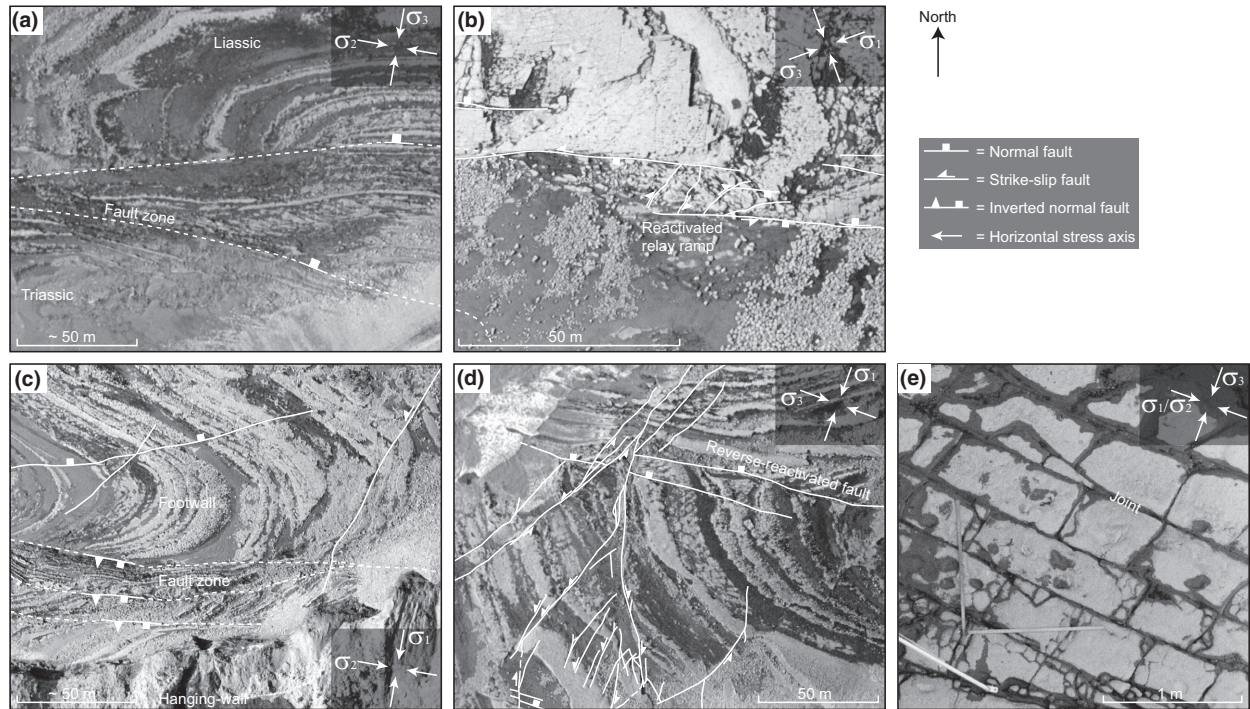 (a)
Liassic
σ3
σ2
Fault zone
Triassic
~ 50 m
(b)
σ1
σ3
Reactivated
relay ramp
50 m
North
= Normal fault
= Strike-slip fault
= Inverted normal fault
= Horizontal stress axis
(c)
Footwall
Fault zone
σ1
σ2
~ 50 m
Hanging-wall
(d)
σ1
σ3
Reverse-reactivated fault
50 m
(e)
σ3
σ1/σ2
Joint
1 m